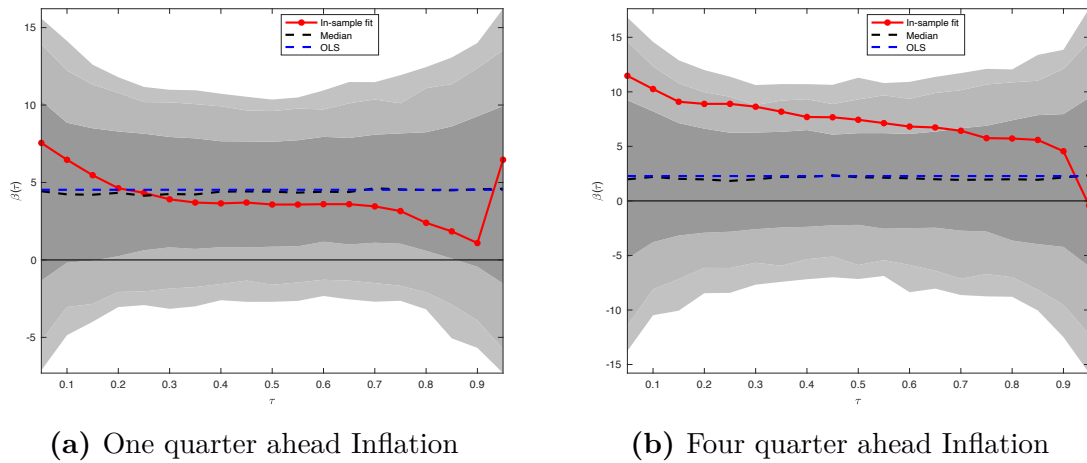 In-sample fit
Median
OLS
15
10
5
0
-5
β(τ)
0.1 0.2 0.3 0.4 0.5 0.6 0.7 0.8 0.9
τ
(a) One quarter ahead Inflation
In-sample fit
Median
OLS
15
10
5
0
-5
-10
-15
β(τ)
0.1 0.2 0.3 0.4 0.5 0.6 0.7 0.8 0.9
τ
(b) Four quarter ahead Inflation